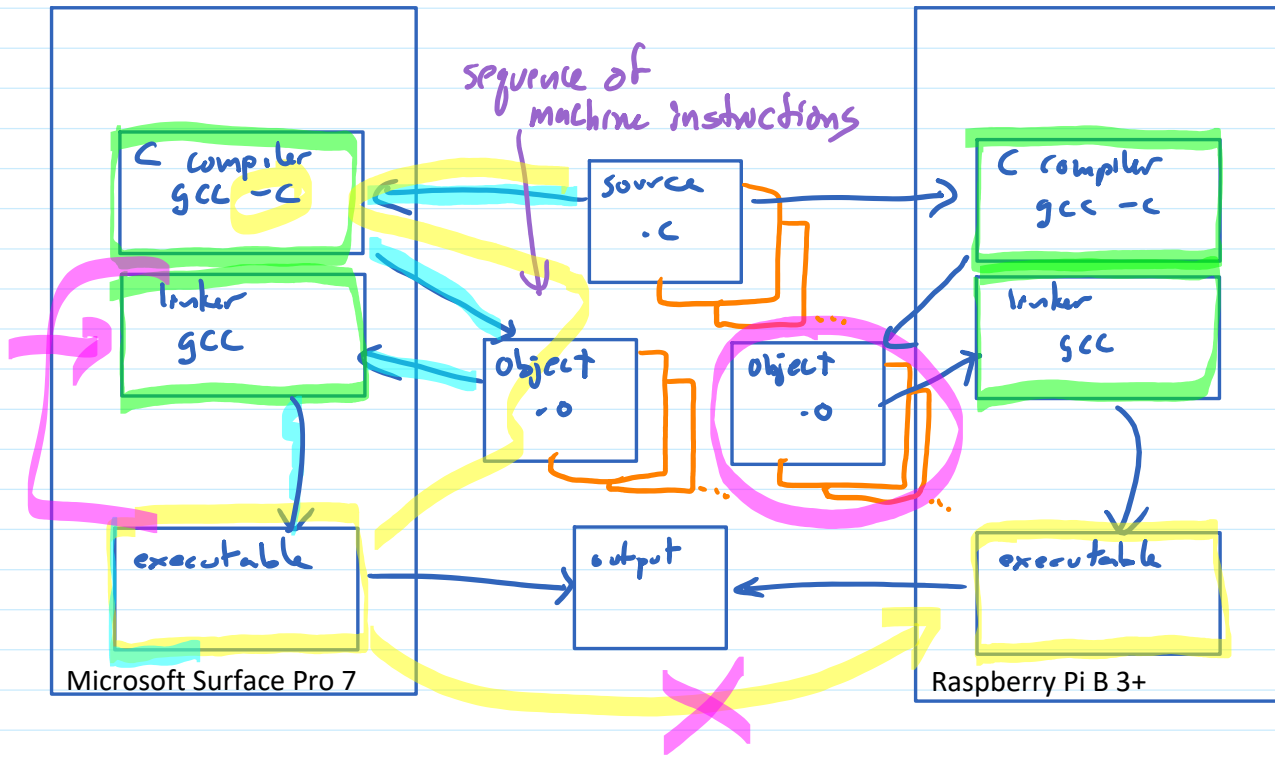 sequence of
machine instructions
C compiler
gcc -c
source
.c
C compiler
gcc -c
linker
gcc
object
.o
object
.o
linker
gcc
executable
output
executable
Microsoft Surface Pro 7
Raspberry Pi B 3+